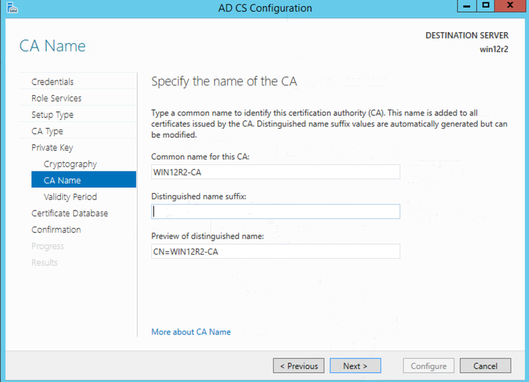 AD CS Configuration
CA Name
DESTINATION SERVER
win12r2
Credentials
Role Services
Setup Type
CA Type
Private Key
Cryptography
CA Name
Validity Period
Certificate Database
Confirmation
Progress
Results
Specify the name of the CA
Type a common name to identify this certification authority (CA). This name is added to all
certificates issued by the CA. Distinguished name suffix values are automatically generated but can
be modified.
Common name for this CA:
WIN12R2-CA
Distinguished name suffix:
Preview of distinguished name:
CN=WIN12R2-CA
More about CA Name
< Previous
Next >
Configure
Cancel